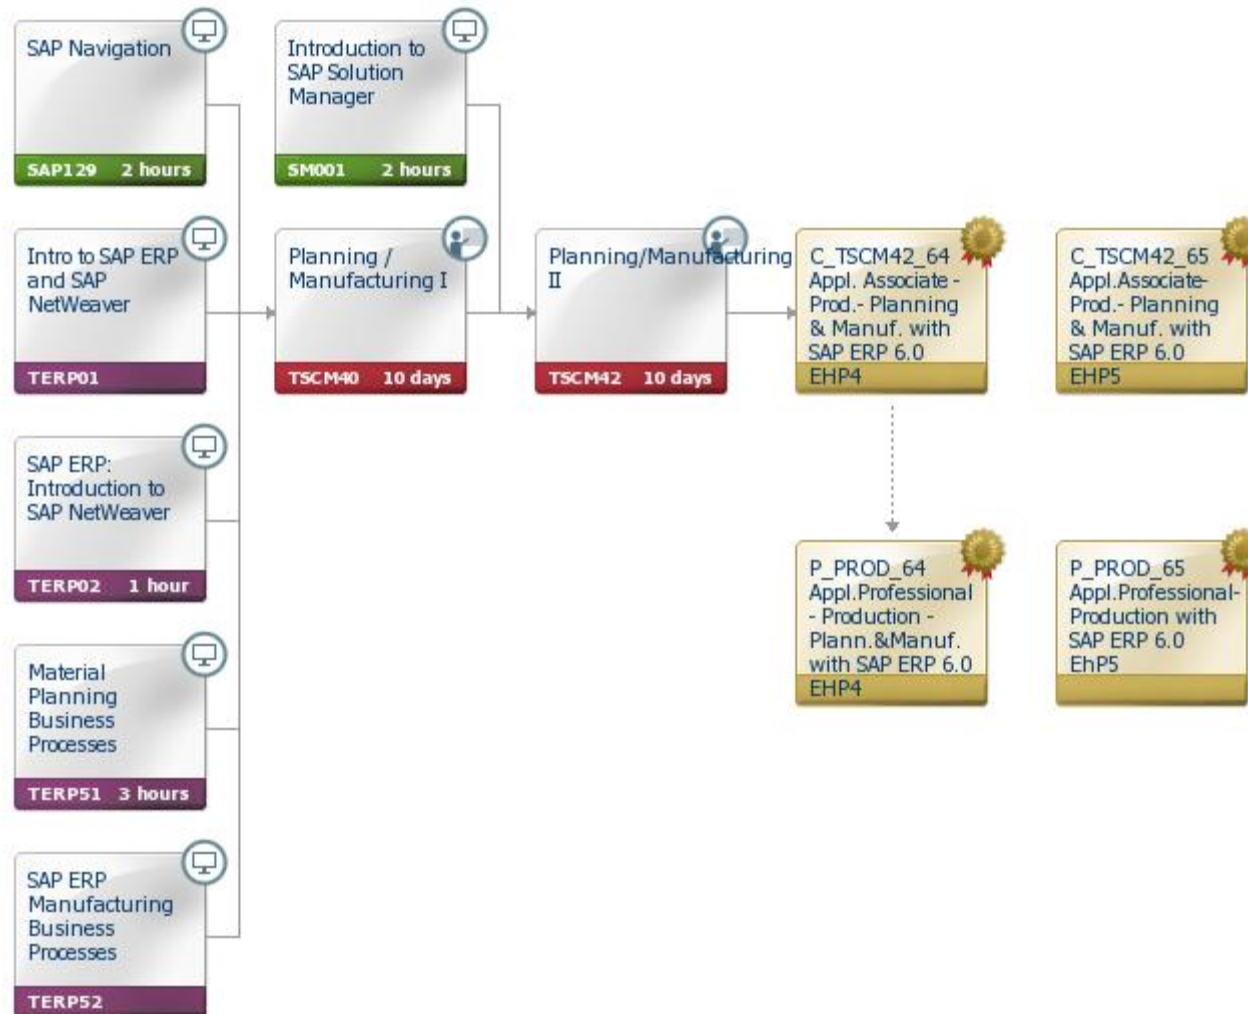 SAP Navigation
SAP129 2 hours
Introduction to
SAP Solution
Manager
SM001 2 hours
Intro to SAP ERP
and SAP
NetWeaver
TERP01
Planning /
Manufacturing I
TSCM40 10 days
Planning/Manufacturing
II
TSCM42 10 days
C_TSCM42_64
Appl. Associate -
Prod.- Planning
& Manuf. with
SAP ERP 6.0
EHP4
C_TSCM42_65
Appl.Associate-
Prod.- Planning
& Manuf. with
SAP ERP 6.0
EHP5
SAP ERP:
Introduction to
SAP NetWeaver
TERP02 1 hour
P_PROD_64
Appl.Professional
- Production -
Plann.&Manuf.
with SAP ERP 6.0
EHP4
P_PROD_65
Appl.Professional-
Production with
SAP ERP 6.0
EhP5
Material
Planning
Business
Processes
TERP51 3 hours
SAP ERP
Manufacturing
Business
Processes
TERP52